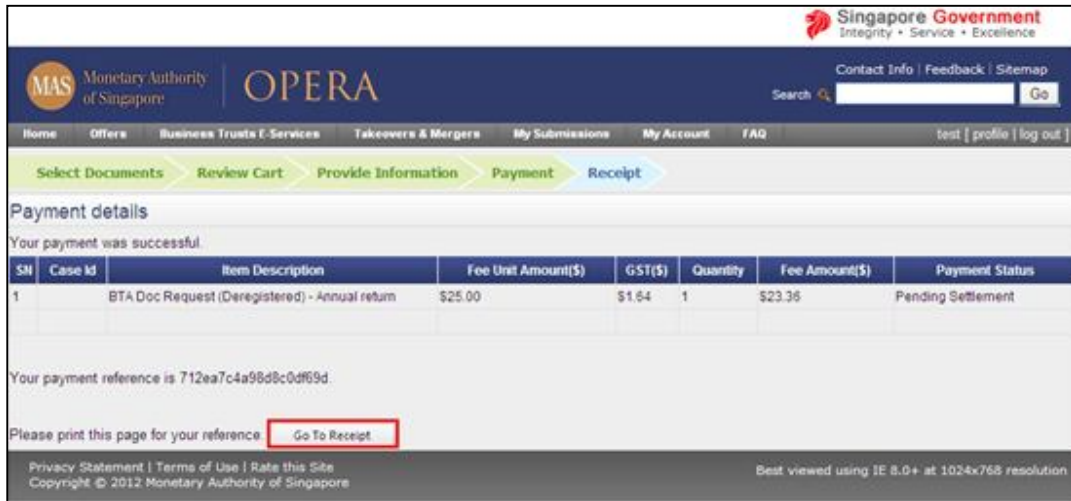 Singapore Government
Integrity • Service • Excellence
MAS Monetary Authority of Singapore OPERA
Contact Info | Feedback | Sitemap
Search Go
Home Offers Business Trusts E-Services Takeovers & Mergers My Submissions My Account FAQ test [ profile | log out ]
Select Documents Review Cart Provide Information Payment Receipt
Payment details
Your payment was successful.
SN Case Id Item Description Fee Unit Amount($) GST($) Quantity Fee Amount($) Payment Status
1 BTA Doc Request (Deregistered) - Annual return $25.00 $1.64 1 $23.36 Pending Settlement
Your payment reference is 712ea7c4a98d8c0df69d.
Please print this page for your reference. Go To Receipt
Privacy Statement | Terms of Use | Rate this Site
Copyright © 2012 Monetary Authority of Singapore
Best viewed using IE 8.0+ at 1024x768 resolution